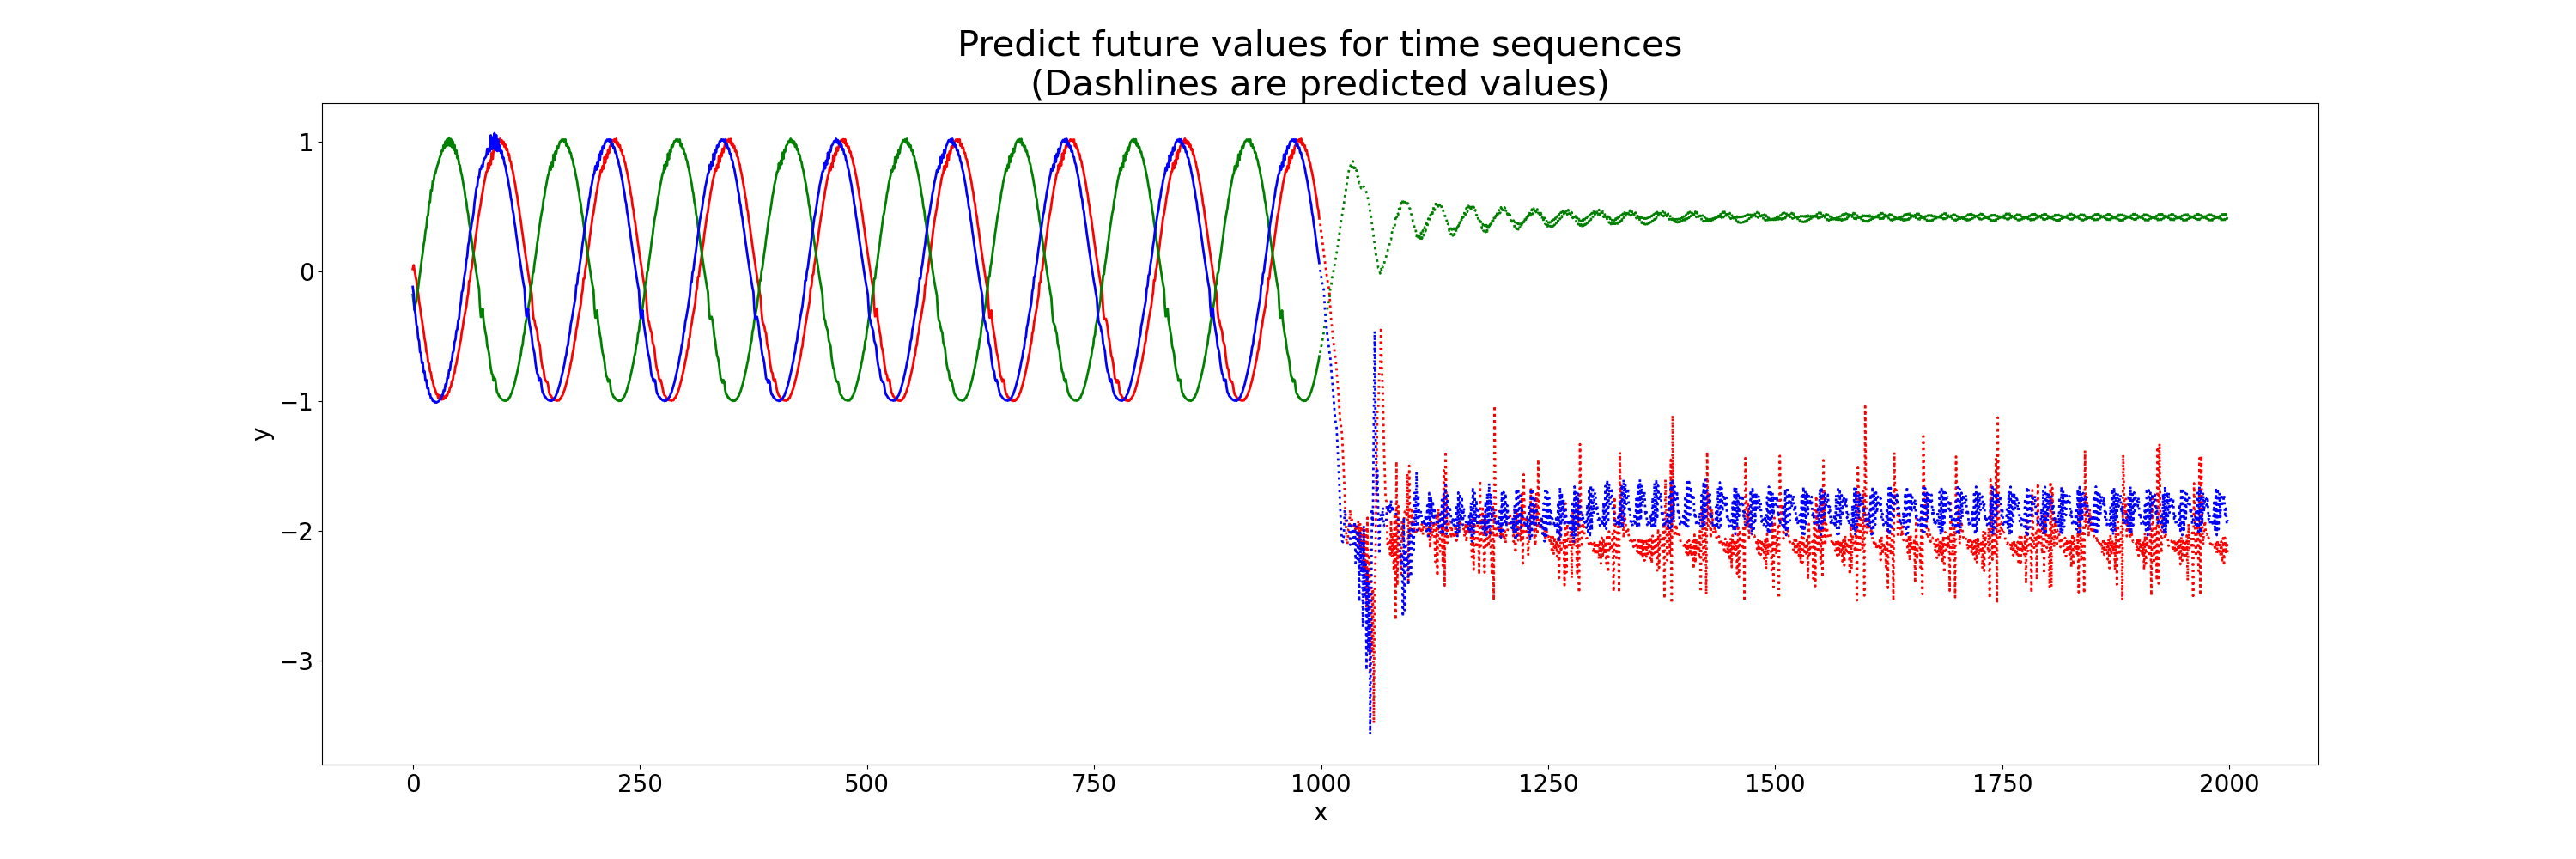 Predict future values for time sequences
(Dashlines are predicted values)
1
0
−1
−2
−3
y
0 250 500 750 1000 1250 1500 1750 2000
x